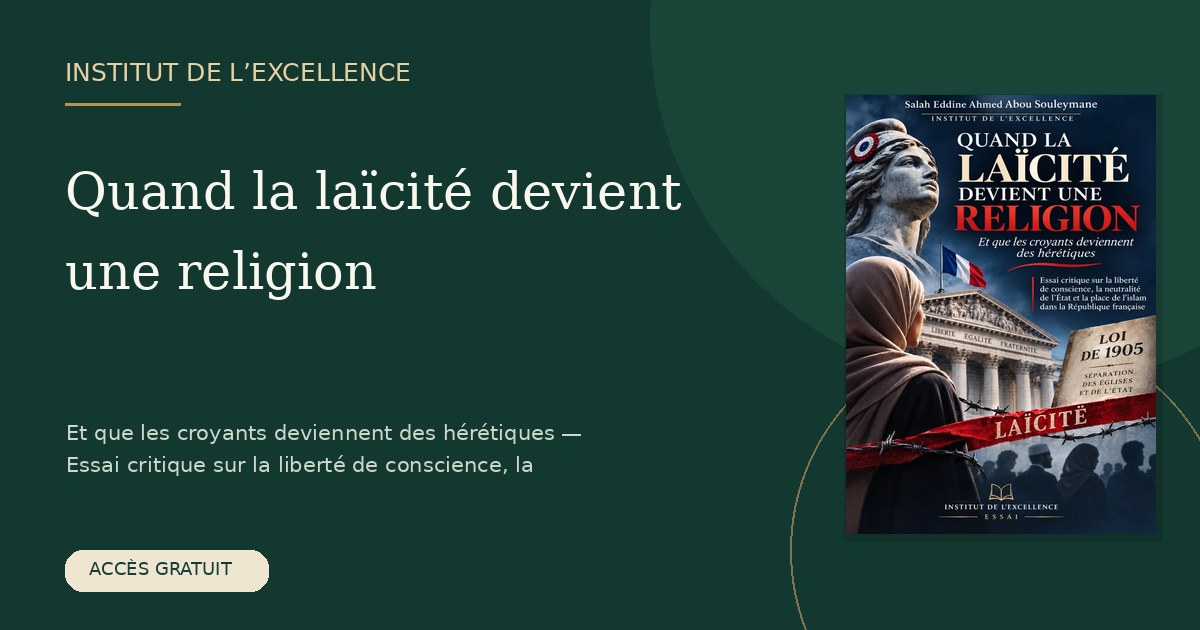 INSTITUT DE L’EXCELLENCE
Quand la laïcité devient
une religion
Et que les croyants deviennent des hérétiques —
Essai critique sur la liberté de conscience, la
ACCÈS GRATUIT
Salah Eddine Ahmed Abou Souleymane
INSTITUT DE L'EXCELLENCE
QUAND LA
LAÏCITÉ
DEVIENT UNE
RELIGION
Et que les croyants deviennent
des hérétiques
Essai critique sur la liberté
de conscience, la neutralité
de l'État et la place de l'islam
dans la République française
LIBERTÉ ÉGALITÉ FRATERNITÉ
LOI
DE 1905
SÉPARATION
DES ÉGLISES
ET DE L'ÉTAT
LAÏCITË
INSTITUT DE L'EXCELLENCE
ESSAI